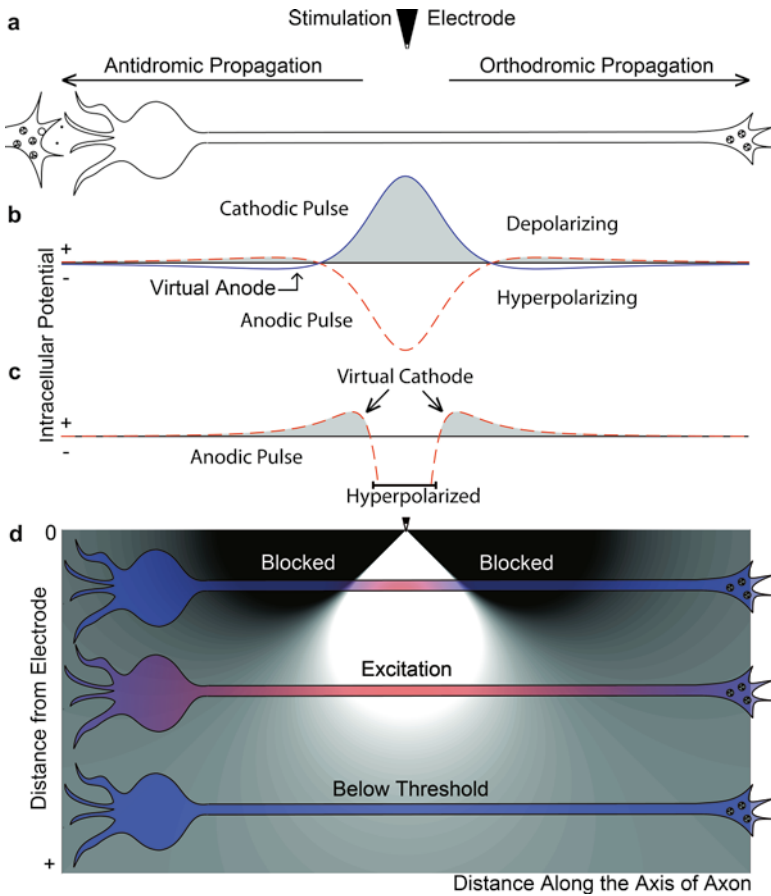 a
Stimulation Electrode
Antidromic Propagation
Orthodromic Propagation
b
Cathodic Pulse
Depolarizing
+
-
Virtual Anode
Hyperpolarizing
Anodic Pulse
Intracellular Potential
c
Virtual Cathode
+
-
Anodic Pulse
Hyperpolarized
d
0
Blocked
Blocked
Excitation
Below Threshold
Distance from Electrode
+
Distance Along the Axis of Axon